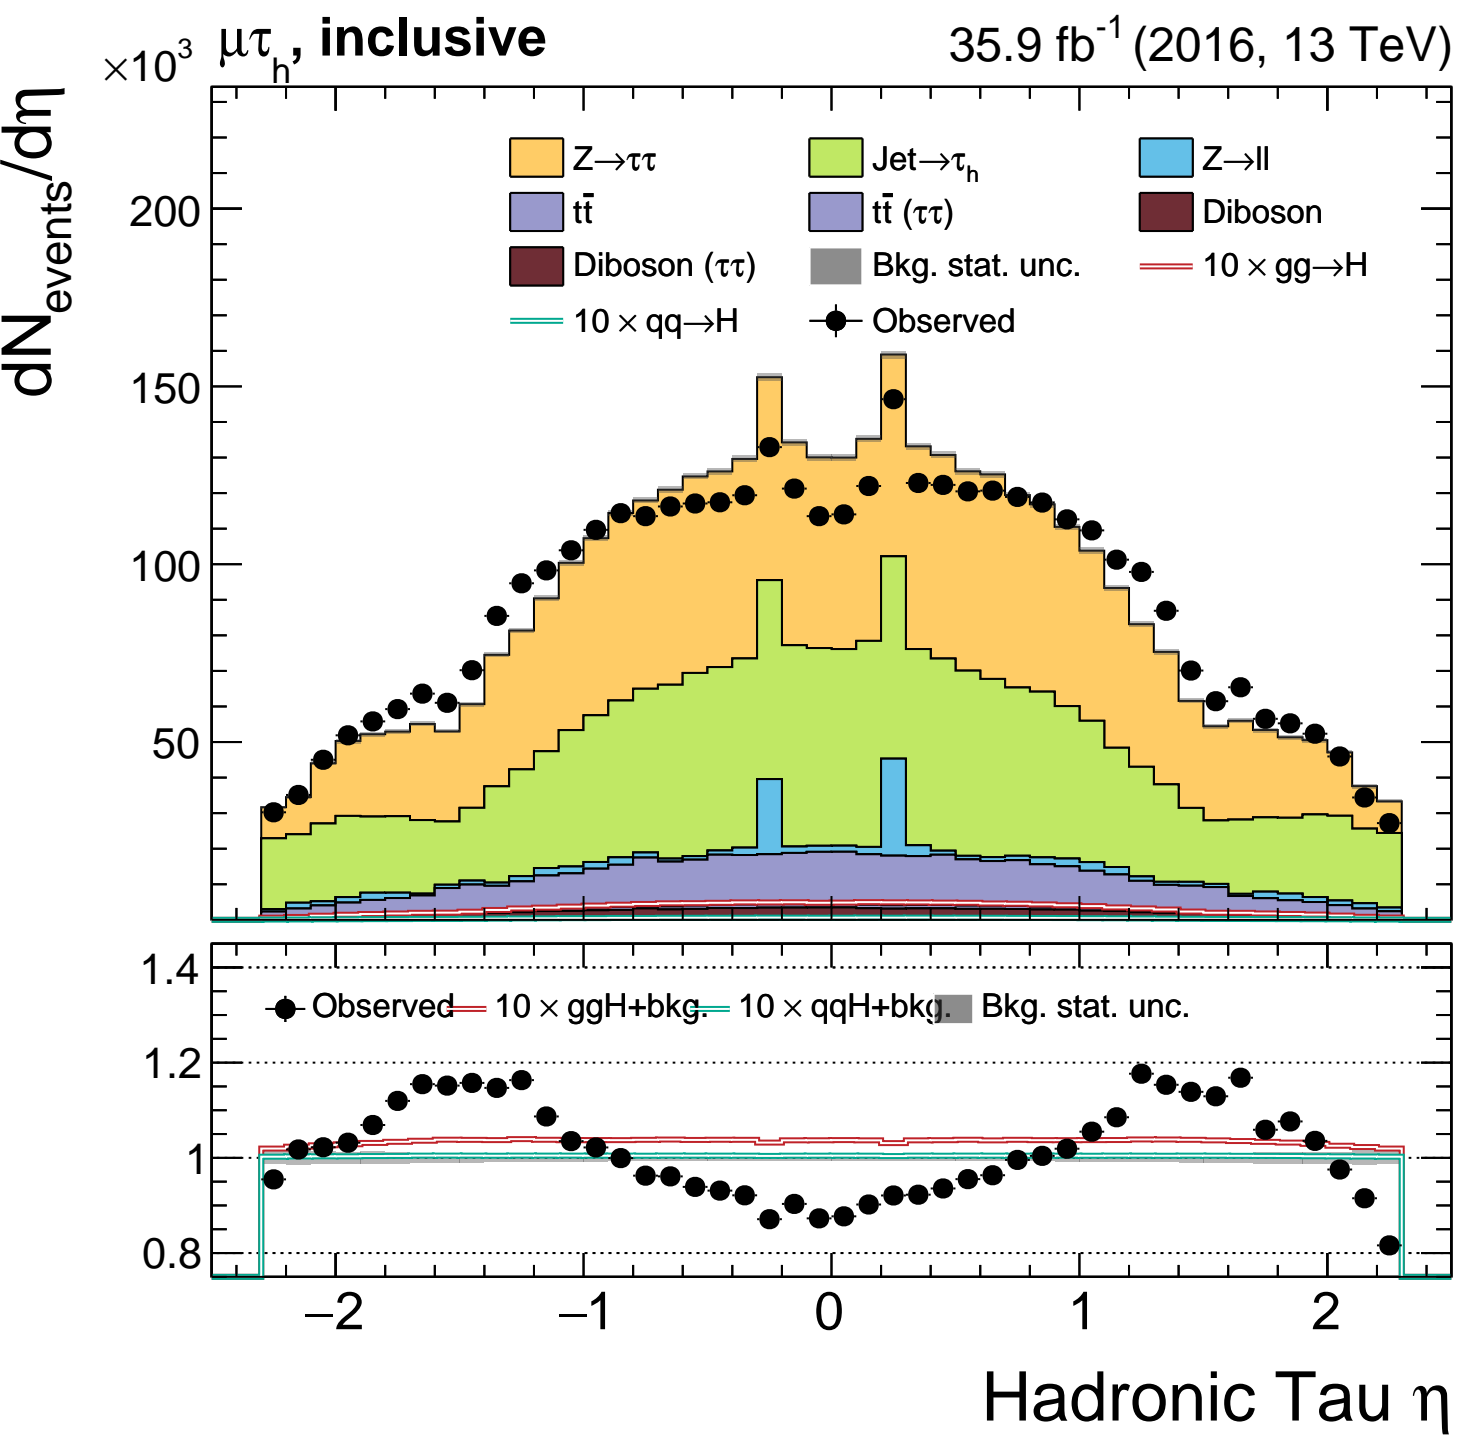 ×10³ μτₕ, inclusive 35.9 fb⁻¹ (2016, 13 TeV)
dN_events/dη
200
150
100
50
Z→ττ Jet→τₕ Z→ll
tt̄ tt̄ (ττ) Diboson
Diboson (ττ) Bkg. stat. unc. 10 × gg→H
10 × qq→H Observed
1.4
1.2
1
0.8
Observed 10 × ggH+bkg. 10 × qqH+bkg. Bkg. stat. unc.
−2 −1 0 1 2
Hadronic Tau η